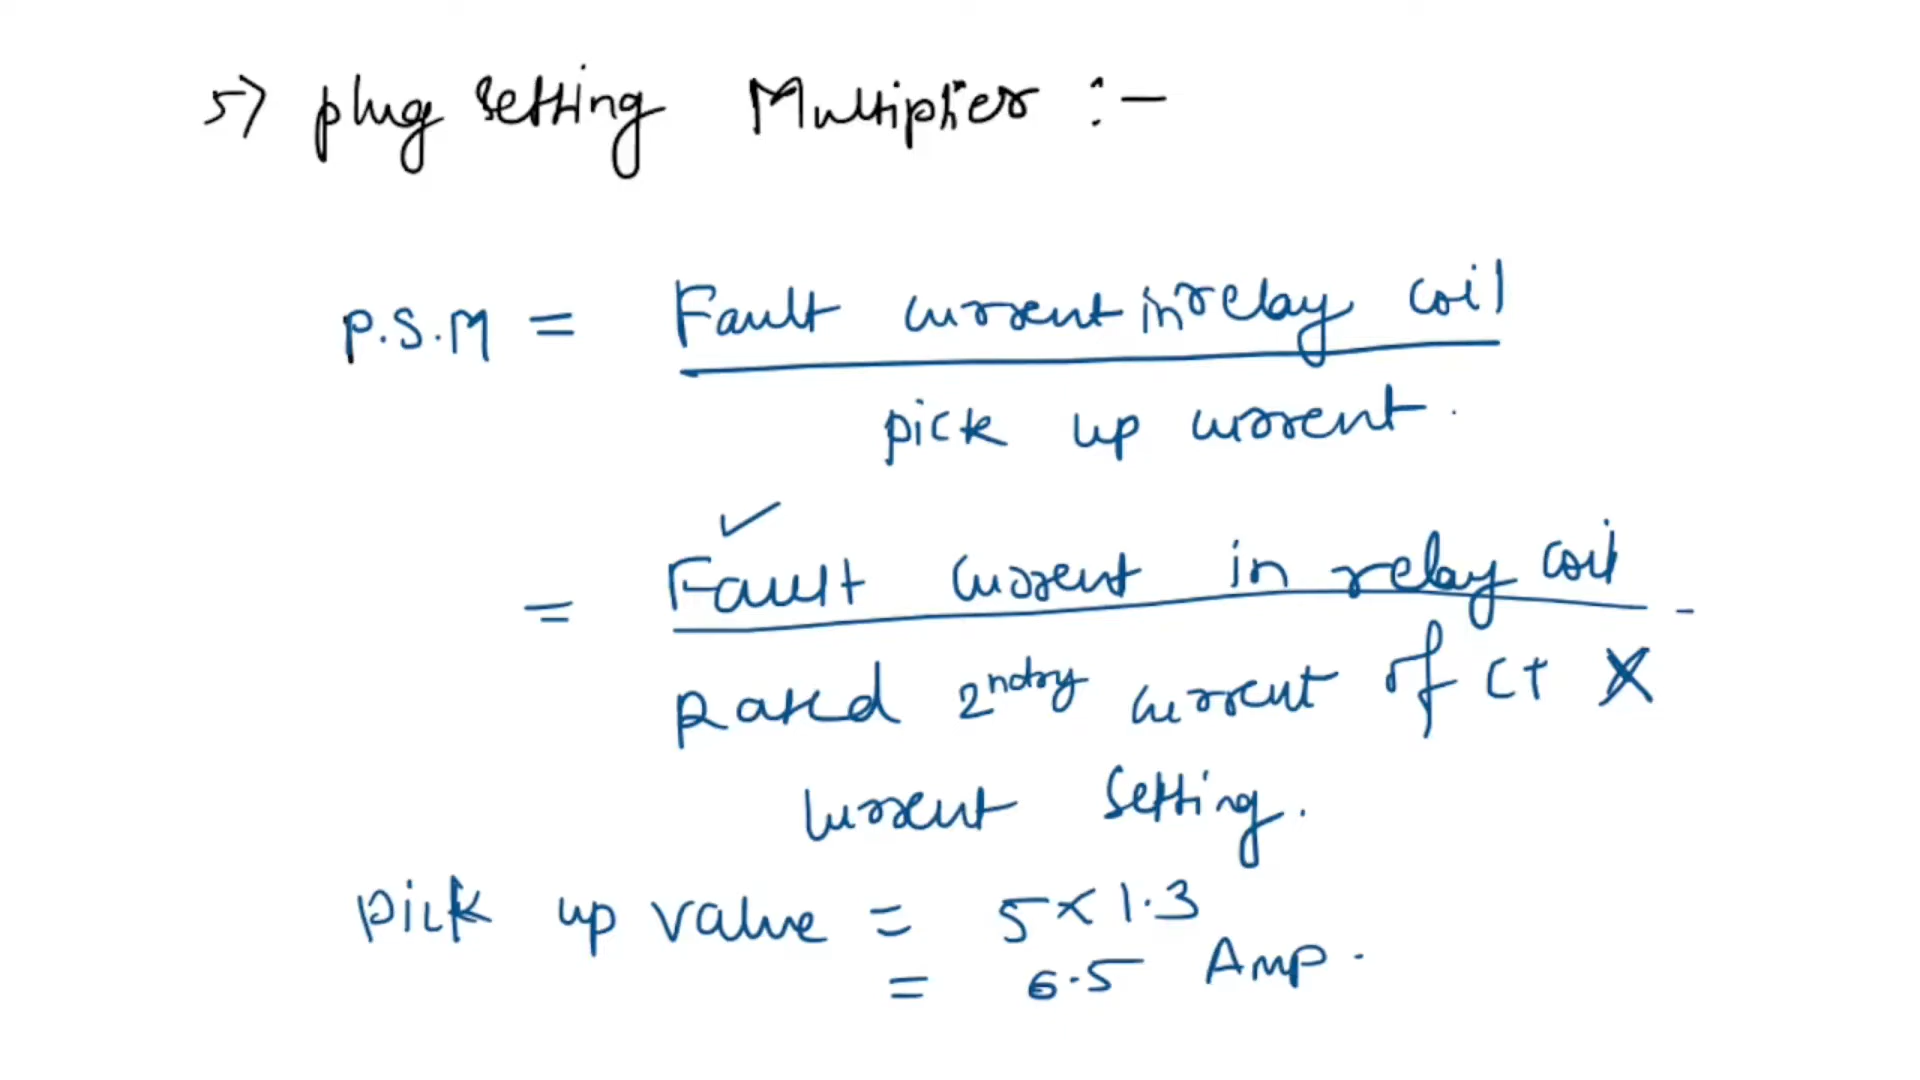 5) plug setting Multiplier :-
P.S.M = Fault current in relay coil
pick up current.
= Fault current in relay coil
Rated 2ndry current of CT X
current setting.
pick up value = 5 x 1.3
= 6.5 Amp.